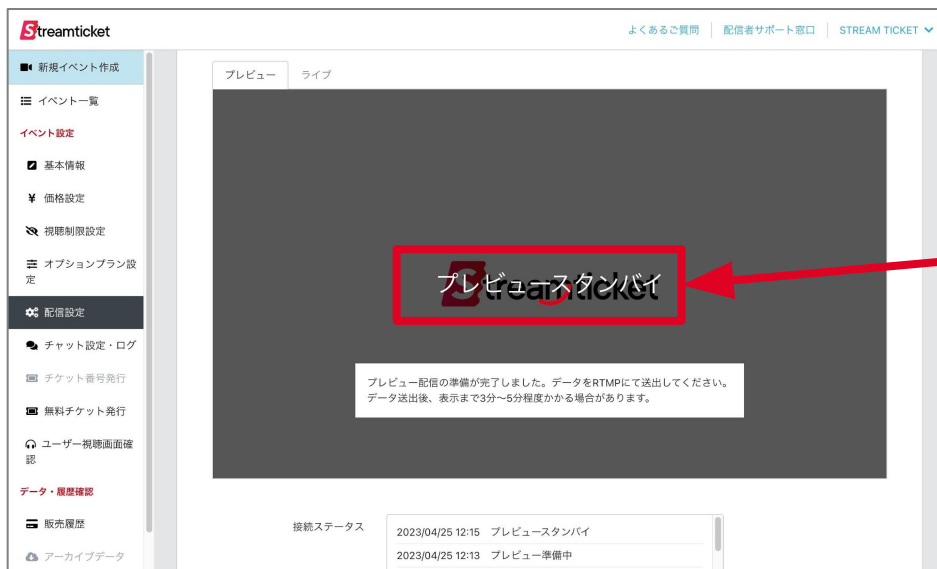 Streamticket
よくあるご質問
配信者サポート窓口
STREAM TICKET
新規イベント作成
イベント一覧
イベント設定
基本情報
価格設定
視聴制限設定
オプションプラン設
定
配信設定
チャット設定・ログ
チケット番号発行
無料チケット発行
ユーザー視聴画面確
認
データ・履歴確認
販売履歴
アーカイブデータ
プレビュー
ライブ
Streamticket
プレビュースタンバイ
プレビュー配信の準備が完了しました。データをRTMPにて送出してください。
データ送出後、表示まで3分〜5分程度かかる場合があります。
接続ステータス
2023/04/25 12:15 プレビュースタンバイ
2023/04/25 12:13 プレビュー準備中